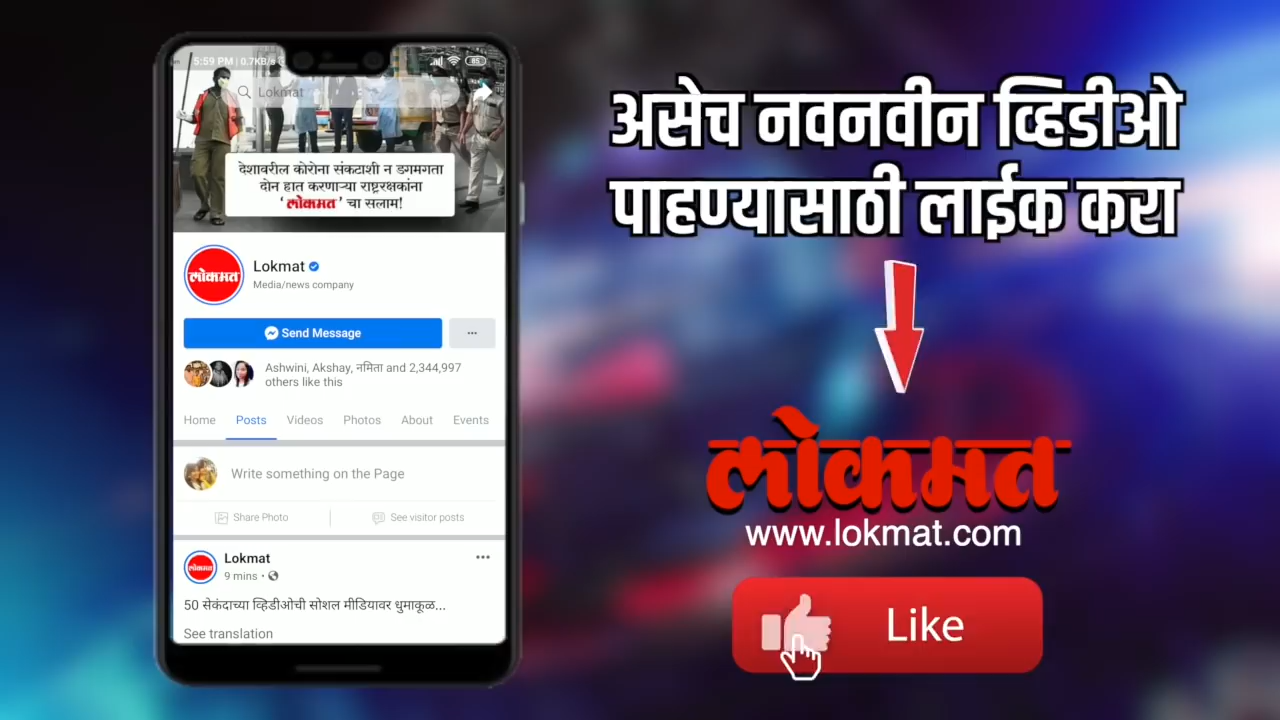 5:59 PM | 0.7KB/s
85
Lokmat
देशावरील कोरोना संकटाशी न डगमगता
दोन हात करणाऱ्या राष्ट्ररक्षकांना
‘लोकमत’ चा सलाम!
लोकमत
Lokmat
Media/news company
Send Message
Ashwini, Akshay, नमिता and 2,344,997
others like this
Home Posts Videos Photos About Events
Write something on the Page
Share Photo See visitor posts
लोकमत
Lokmat
9 mins
50 सेकंदाच्या व्हिडीओची सोशल मीडियावर धुमाकूळ...
See translation
असेच नवनवीन व्हिडीओ
पाहण्यासाठी लाईक करा
लोकमत
www.lokmat.com
Like